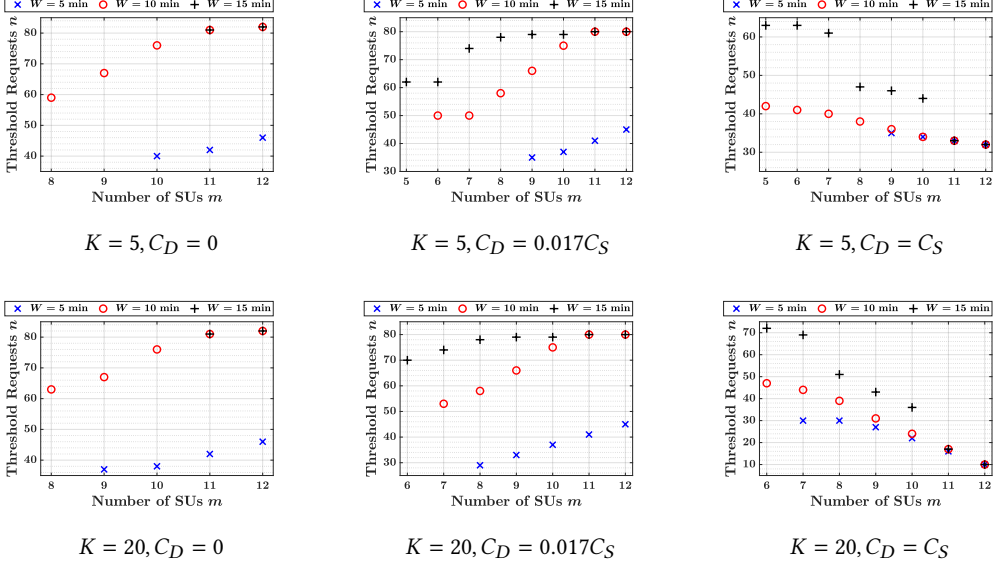 × W = 5 min ○ W = 10 min + W = 15 min
Threshold Requests n
80
60
40
8 9 10 11 12
Number of SUs m
K = 5, C_D = 0
× W = 5 min ○ W = 10 min + W = 15 min
Threshold Requests n
80
70
60
50
40
30
5 6 7 8 9 10 11 12
Number of SUs m
K = 5, C_D = 0.017C_S
× W = 5 min ○ W = 10 min + W = 15 min
Threshold Requests n
60
50
40
30
5 6 7 8 9 10 11 12
Number of SUs m
K = 5, C_D = C_S
× W = 5 min ○ W = 10 min + W = 15 min
Threshold Requests n
80
60
40
8 9 10 11 12
Number of SUs m
K = 20, C_D = 0
× W = 5 min ○ W = 10 min + W = 15 min
Threshold Requests n
80
70
60
50
40
30
6 7 8 9 10 11 12
Number of SUs m
K = 20, C_D = 0.017C_S
× W = 5 min ○ W = 10 min + W = 15 min
Threshold Requests n
70
60
50
40
30
20
10
6 7 8 9 10 11 12
Number of SUs m
K = 20, C_D = C_S